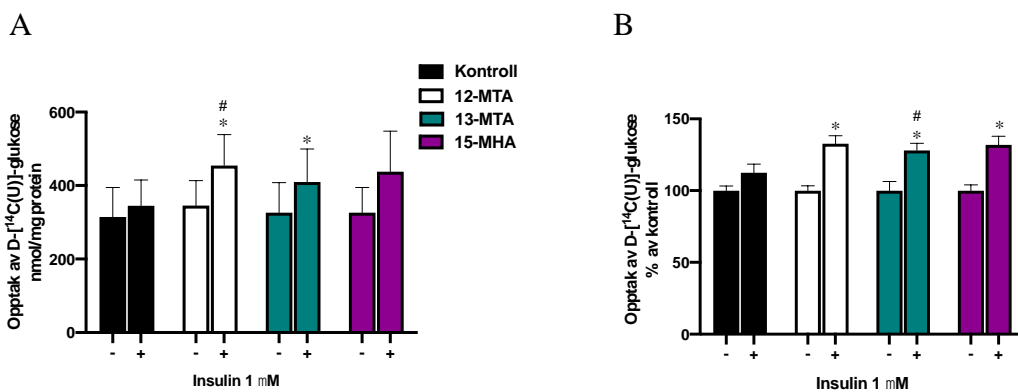 A
Opptak av D-[¹⁴C(U)]-glukose
nmol/mg protein
600
400
200
0
#
*
*
- + - + - + - +
Insulin 1 mM
Kontroll
12-MTA
13-MTA
15-MHA
B
Opptak av D-[¹⁴C(U)]-glukose
% av kontroll
150
100
50
0
*
#
*
*
- + - + - + - +
Insulin 1 mM